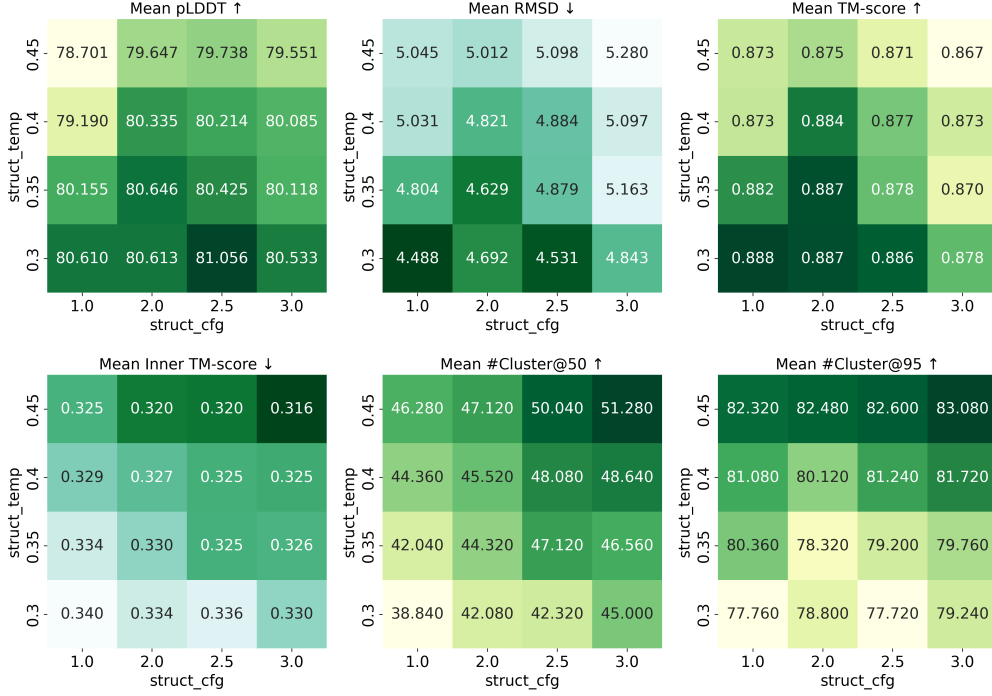 Mean pLDDT ↑
struct_temp
0.45 78.701 79.647 79.738 79.551
0.4 79.190 80.335 80.214 80.085
0.35 80.155 80.646 80.425 80.118
0.3 80.610 80.613 81.056 80.533
1.0 2.0 2.5 3.0
struct_cfg
Mean RMSD ↓
struct_temp
0.45 5.045 5.012 5.098 5.280
0.4 5.031 4.821 4.884 5.097
0.35 4.804 4.629 4.879 5.163
0.3 4.488 4.692 4.531 4.843
1.0 2.0 2.5 3.0
struct_cfg
Mean TM-score ↑
struct_temp
0.45 0.873 0.875 0.871 0.867
0.4 0.873 0.884 0.877 0.873
0.35 0.882 0.887 0.878 0.870
0.3 0.888 0.887 0.886 0.878
1.0 2.0 2.5 3.0
struct_cfg
Mean Inner TM-score ↓
struct_temp
0.45 0.325 0.320 0.320 0.316
0.4 0.329 0.327 0.325 0.325
0.35 0.334 0.330 0.325 0.326
0.3 0.340 0.334 0.336 0.330
1.0 2.0 2.5 3.0
struct_cfg
Mean #Cluster@50 ↑
struct_temp
0.45 46.280 47.120 50.040 51.280
0.4 44.360 45.520 48.080 48.640
0.35 42.040 44.320 47.120 46.560
0.3 38.840 42.080 42.320 45.000
1.0 2.0 2.5 3.0
struct_cfg
Mean #Cluster@95 ↑
struct_temp
0.45 82.320 82.480 82.600 83.080
0.4 81.080 80.120 81.240 81.720
0.35 80.360 78.320 79.200 79.760
0.3 77.760 78.800 77.720 79.240
1.0 2.0 2.5 3.0
struct_cfg